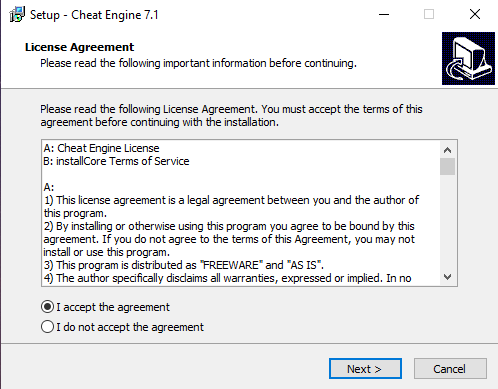 Setup - Cheat Engine 7.1
License Agreement
Please read the following important information before continuing.
Please read the following License Agreement. You must accept the terms of this
agreement before continuing with the installation.
A: Cheat Engine License
B: installCore Terms of Service
A:
1) This license agreement is a legal agreement between you and the author of
this program.
2) By installing or otherwise using this program you agree to be bound by this
agreement. If you do not agree to the terms of this Agreement, you may not
install or use this program.
3) This program is distributed as "FREEWARE" and "AS IS".
4) The author specifically disclaims all warranties, expressed or implied. In no
I accept the agreement
I do not accept the agreement
Next >
Cancel